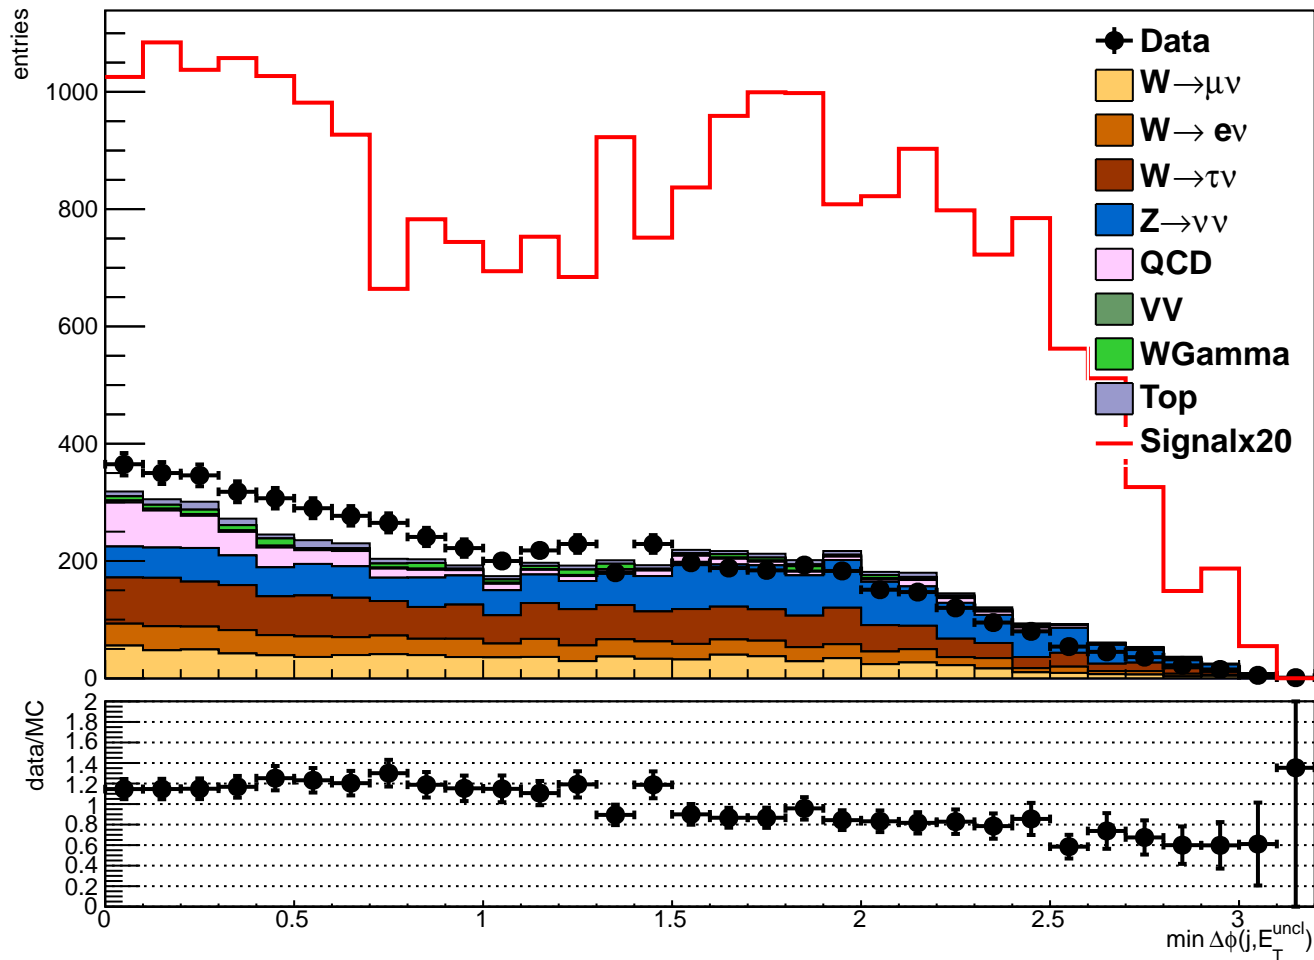 entries
1000
800
600
400
200
0
Data
W→μν
W→ eν
W→τν
Z→νν
QCD
VV
WGamma
Top
Signalx20
data/MC
2
1.8
1.6
1.4
1.2
1
0.8
0.6
0.4
0.2
0
0 0.5 1 1.5 2 2.5 3
min Δϕ(j,E_T^uncl)